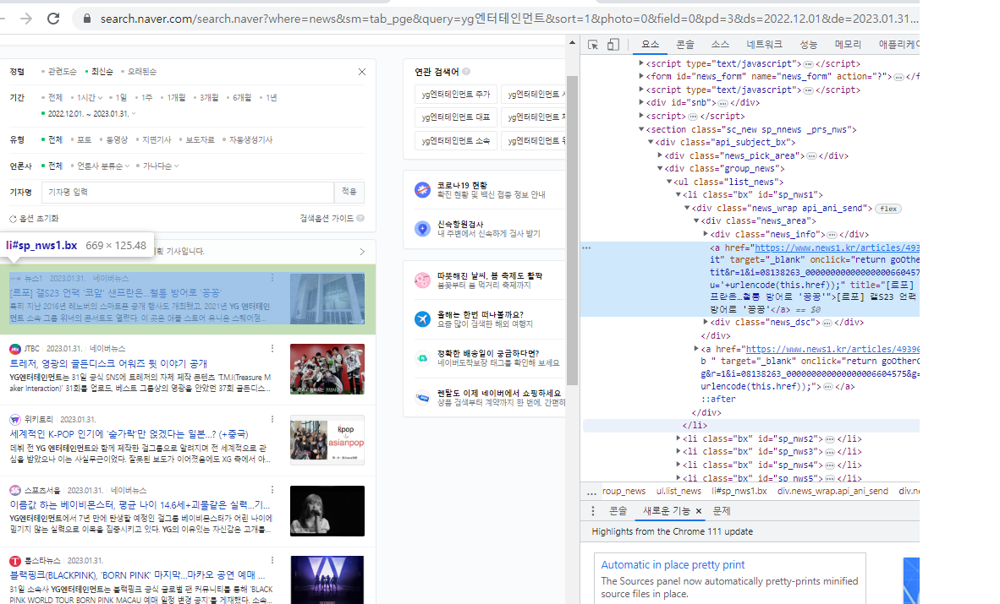 search.naver.com/search.naver?where=news&sm=tab_pge&query=yg엔터테인먼트&sort=1&photo=0&field=0&pd=3&ds=2022.12.01&de=2023.01.31...
정렬 관련도순 최신순 오래된순
기간 전체 1시간 1일 1주 1개월 3개월 6개월 1년
2022.12.01. ~ 2023.01.31.
유형 전체 포토 동영상 지면기사 보도자료 자동생성기사
언론사 전체 언론사 분류순 가나다순
기자명 기자명 입력 적용
옵션 초기화 검색옵션 가이드
li#sp_nws1.bx 669 × 125.48
기사입니다.
뉴스1 2023.01.31. 네이버뉴스
[르포] 갤S23 언팩 '코앞' 샌프란은…철통 방어로 '꽁꽁'
특히 지난 2016년 레노버의 스마트폰 공개 행사도 개최됐고, 2021년 YG 엔터테인
먼트 소속 그룹 위너의 콘서트도 열렸다. 이 곳은 애플 스토어 유니온 스퀘어점...
JTBC 2023.01.31. 네이버뉴스
트레저, 영광의 골든디스크 어워즈 뒷 이야기 공개
YG엔터테인먼트는 31일 공식 SNS에 트레저의 자체 제작 콘텐츠 'T.M.I(Treasure M
aker Interaction)' 31회를 업로드, 베스트 그룹상의 영광을 안았던 37회 골든디스...
위키트리 2023.01.31.
세계적인 K-POP 인기에 '숟가락'만 얹겠다는 일본...? (+중국)
데뷔 전 YG 엔터테인먼트와 함께 제작한 걸그룹으로 알려지며 전 세계적으로 관
심을 받았으나 이는 사실무근이었다. 잘못된 보도가 이어졌음에도 XG 측에서 아...
kpop
asianpop
스포츠서울 2023.01.31. 네이버뉴스
이름값 하는 베이비몬스터, 평균 나이 14.6세+괴물같은 실력…기...
YG엔터테인먼트에서 7년 만에 탄생할 예정인 걸그룹 베이비몬스터가 어린 나이에
믿기지 않는 실력으로 이목을 집중시키고 있다. YG의 이유있는 자신감은 고개를...
톱스타뉴스 2023.01.31.
블랙핑크(BLACKPINK), 'BORN PINK' 마지막…마카오 공연 예매 ...
31일 소속사 YG엔터테인먼트는 블랙핑크 공식 글로벌 팬 커뮤니티를 통해 'BLACK
PINK WORLD TOUR BORN PINK MACAU 예매 일정 변경 공지'를 게재했다. 소속...
연관 검색어
yg엔터테인먼트 주가 yg엔터테인먼트
yg엔터테인먼트 대표 yg엔터테인먼트
yg엔터테인먼트 소속 yg엔터테인먼트
코로나19 현황
확진 현황 및 백신 접종 정보 안내
신속항원검사
내 주변에서 신속하게 검사 받기
따뜻해진 날씨, 봄 축제도 활짝
봄꽃부터 봄 먹거리 축제까지
올해는 한번 떠나볼까요?
요즘 많이 검색한 해외 여행지
정확한 배송일이 궁금하다면?
네이버도착보장 태그를 확인해 보세요
렌탈도 이제 네이버에서 쇼핑하세요
상품 검색부터 계약까지 한 번에, 간편하
요소 콘솔 소스 네트워크 성능 메모리 애플리케이
<script type="text/javascript">…</script>
<form id="news_form" name="news_form" action="?">…</f
<script type="text/javascript">…</script>
<div id="snb">…</div>
<script>…</script>
<section class="sc_new sp_nnews _prs_nws">
<div class="api_subject_bx">
<div class="news_pick_area">…</div>
<div class="group_news">
<ul class="list_news">
<li class="bx" id="sp_nws1">
<div class="news_wrap api_ani_send"> flex
<div class="news_area">
<div class="news_info">…</div>
<a href="https://www.news1.kr/articles/493
it" target="_blank" onclick="return goOther
tit&r=1&i=08138263_0000000000000000066045
u='+urlencode(this.href));" title="[르포]
프란은…철통 방어로 '꽁꽁'">[르포] 갤S23 언팩
방어로 '꽁꽁'</a> == $0
<div class="news_dsc">…</div>
</div>
<a href="https://www.news1.kr/articles/4939
b " target="_blank" onclick="return goOtherC
g&r=1&i=08138263_000000000000000006604575&g=
urlencode(this.href));">…</a>
::after
</div>
</li>
<li class="bx" id="sp_nws2">…</li>
<li class="bx" id="sp_nws3">…</li>
<li class="bx" id="sp_nws4">…</li>
<li class="bx" id="sp_nws5">…</li>
... roup_news ul.list_news li#sp_nws1.bx div.news_wrap.api_ani_send div.n
콘솔 새로운 기능 × 문제
Highlights from the Chrome 111 update
Automatic in place pretty print
The Sources panel now automatically pretty-prints minified
source files in place.